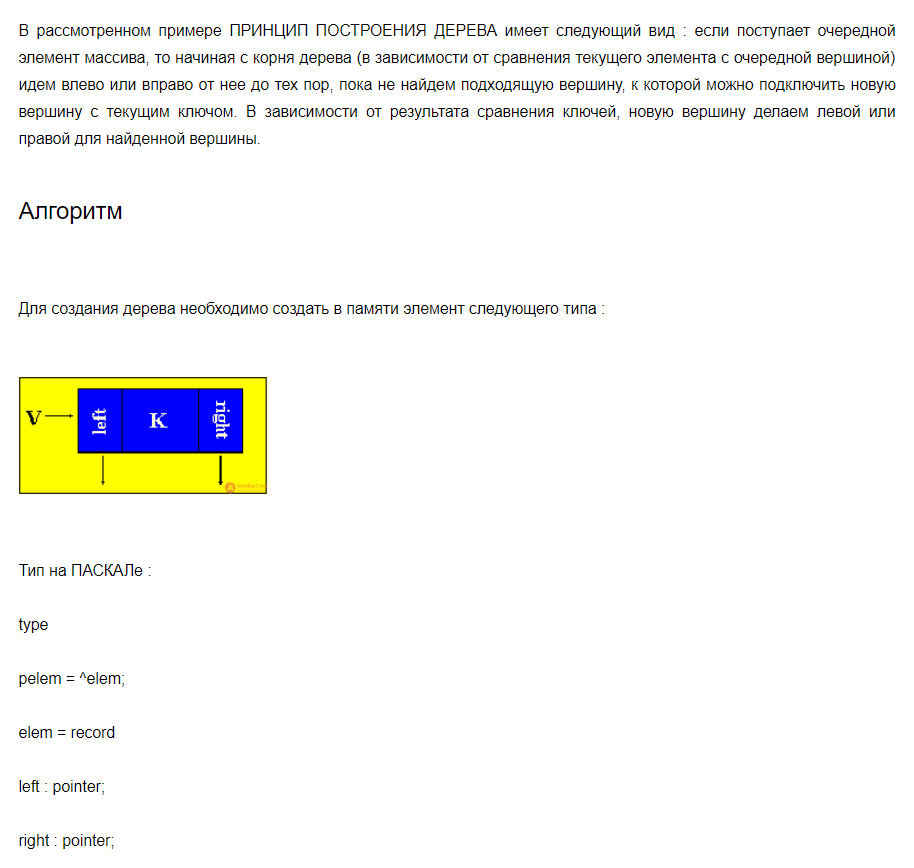 В рассмотренном примере ПРИНЦИП ПОСТРОЕНИЯ ДЕРЕВА имеет следующий вид : если поступает очередной
элемент массива, то начиная с корня дерева (в зависимости от сравнения текущего элемента с очередной вершиной)
идем влево или вправо от нее до тех пор, пока не найдем подходящую вершину, к которой можно подключить новую
вершину с текущим ключом. В зависимости от результата сравнения ключей, новую вершину делаем левой или
правой для найденной вершины.
Алгоритм
Для создания дерева необходимо создать в памяти элемент следующего типа :
V
left
K
right
Тип на ПАСКАЛе :
type
pelem = ^elem;
elem = record
left : pointer;
right : pointer;